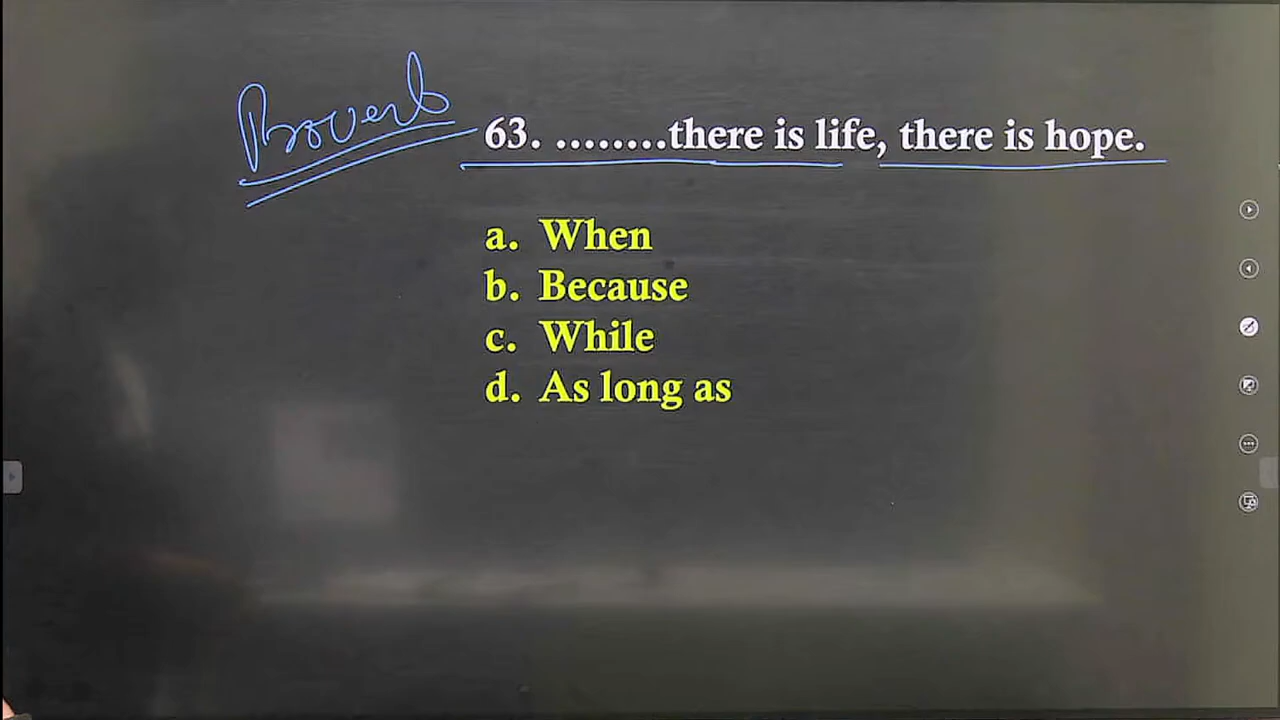 Proverb
63. .........there is life, there is hope.
a. When
b. Because
c. While
d. As long as